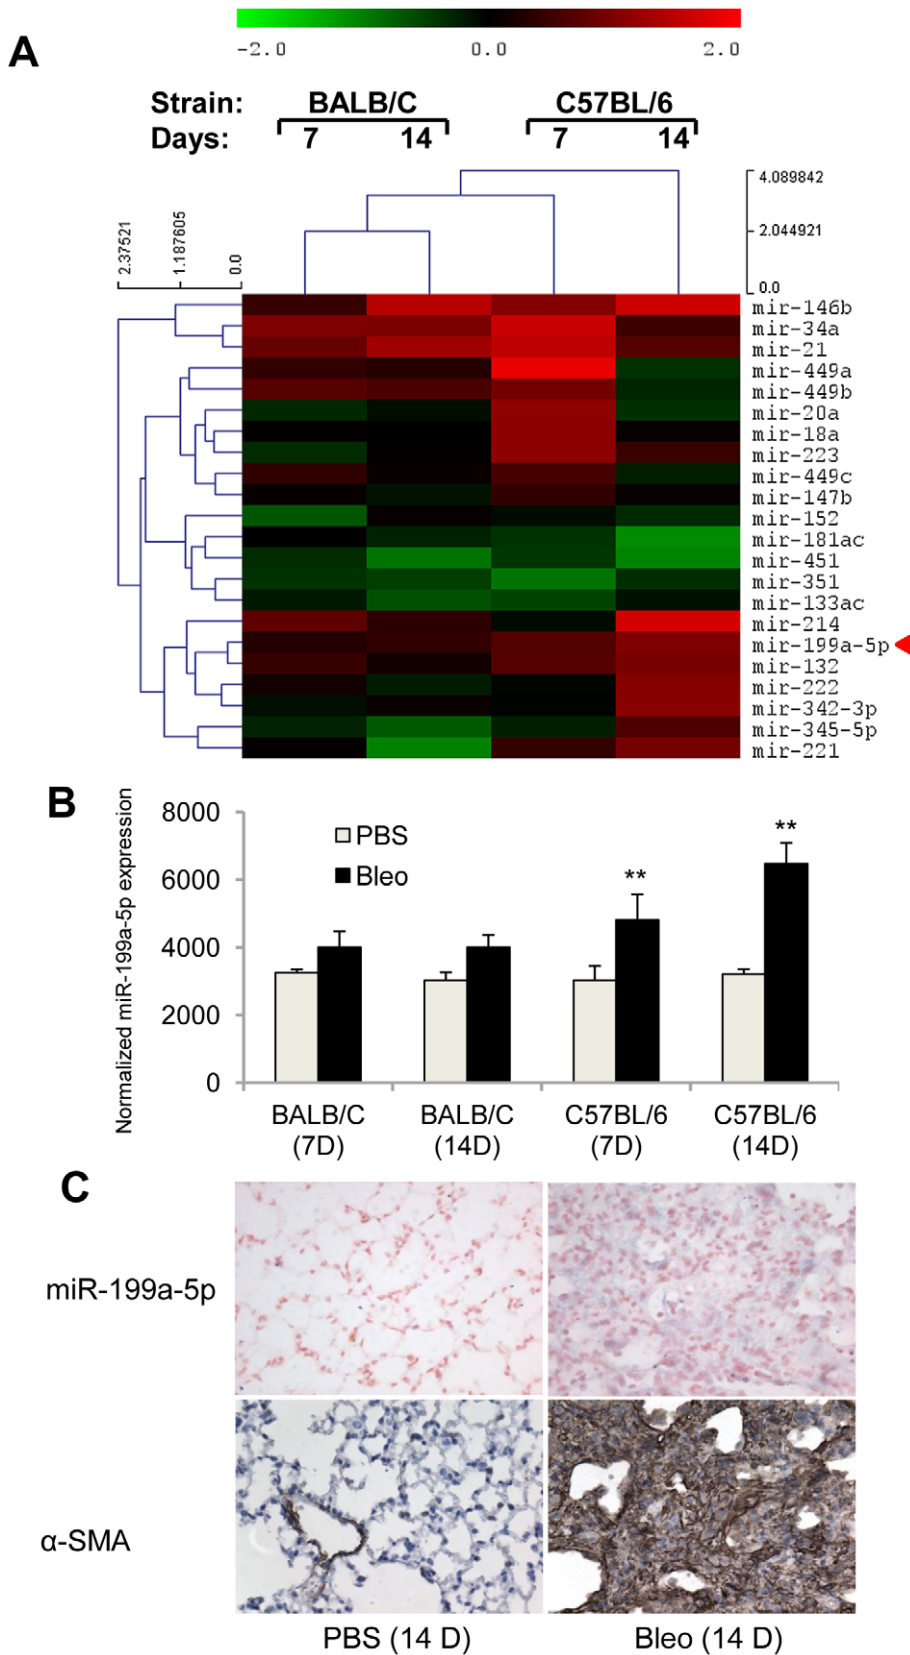 -2.0 0.0 2.0
A
Strain: BALB/C C57BL/6
Days: 7 14 7 14
4.089842
2.044921
0.0
2.37521
1.187605
0.0
mir-146b
mir-34a
mir-21
mir-449a
mir-449b
mir-20a
mir-18a
mir-223
mir-449c
mir-147b
mir-152
mir-181ac
mir-451
mir-351
mir-133ac
mir-214
mir-199a-5p
mir-132
mir-222
mir-342-3p
mir-345-5p
mir-221
B
Normalized miR-199a-5p expression
8000
6000
4000
2000
0
PBS
Bleo
**
**
BALB/C BALB/C C57BL/6 C57BL/6
(7D) (14D) (7D) (14D)
C
miR-199a-5p
α-SMA
PBS (14 D) Bleo (14 D)